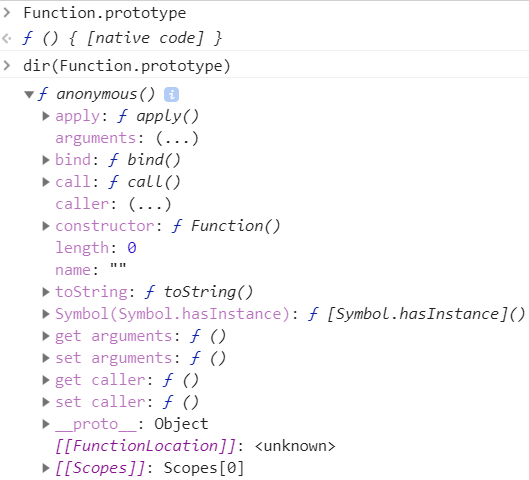 > Function.prototype
<· ƒ () { [native code] }
> dir(Function.prototype)
▼ƒ anonymous() i
▶apply: ƒ apply()
arguments: (...)
▶bind: ƒ bind()
▶call: ƒ call()
caller: (...)
▶constructor: ƒ Function()
length: 0
name: ""
▶toString: ƒ toString()
▶Symbol(Symbol.hasInstance): ƒ [Symbol.hasInstance]()
▶get arguments: ƒ ()
▶set arguments: ƒ ()
▶get caller: ƒ ()
▶set caller: ƒ ()
▶__proto__: Object
[[FunctionLocation]]: <unknown>
▶[[Scopes]]: Scopes[0]